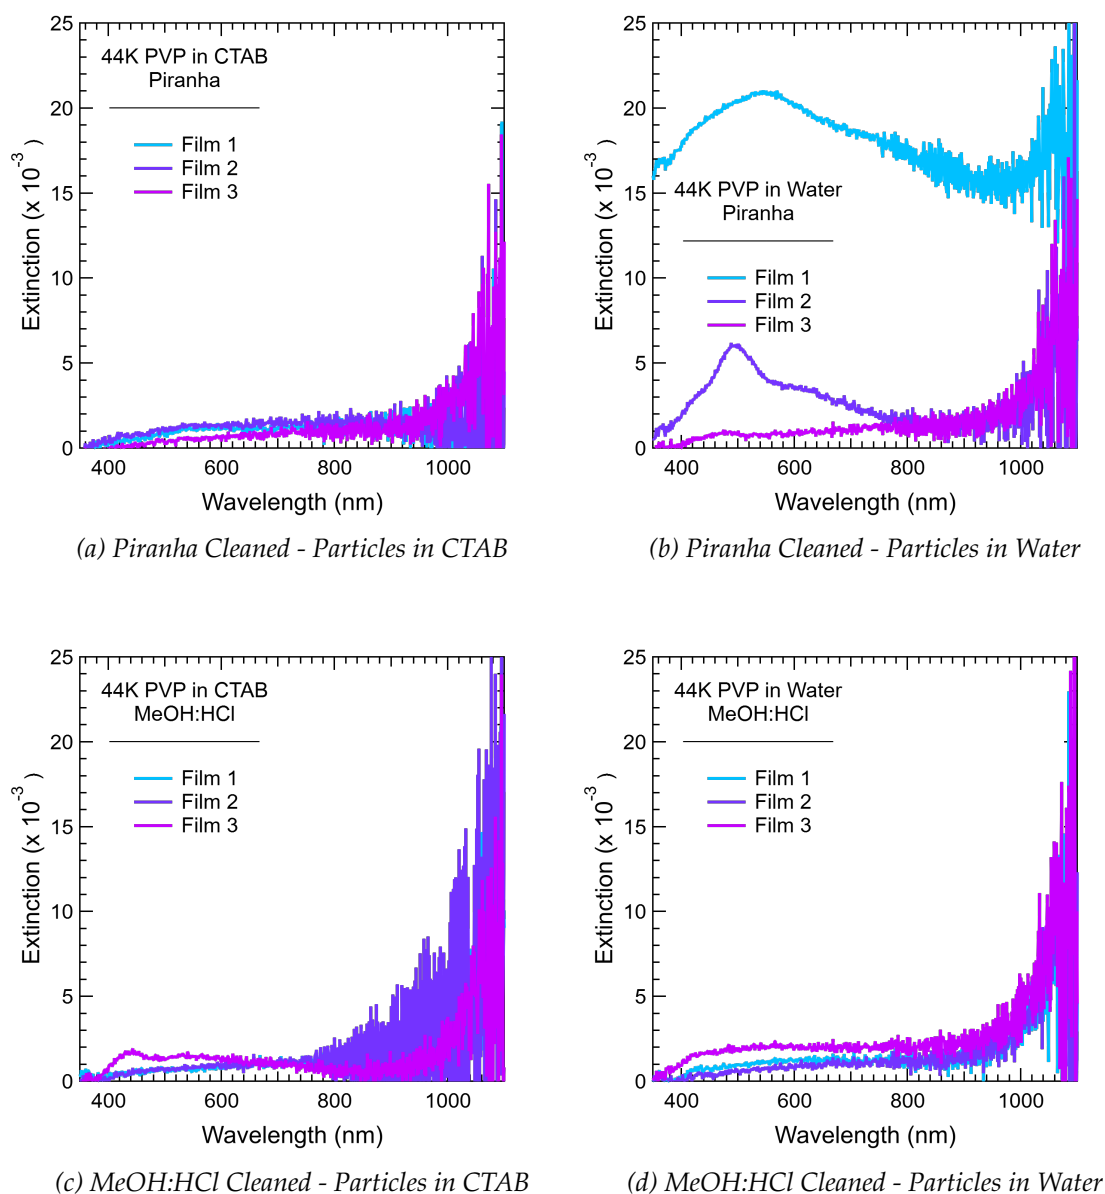 25
20
15
10
5
0
Extinction (x 10⁻³)
44K PVP in CTAB
Piranha
Film 1
Film 2
Film 3
400
600
800
1000
Wavelength (nm)
(a) Piranha Cleaned - Particles in CTAB
25
20
15
10
5
0
Extinction (x 10⁻³)
44K PVP in Water
Piranha
Film 1
Film 2
Film 3
400
600
800
1000
Wavelength (nm)
(b) Piranha Cleaned - Particles in Water
25
20
15
10
5
0
Extinction (x 10⁻³)
44K PVP in CTAB
MeOH:HCl
Film 1
Film 2
Film 3
400
600
800
1000
Wavelength (nm)
(c) MeOH:HCl Cleaned - Particles in CTAB
25
20
15
10
5
0
Extinction (x 10⁻³)
44K PVP in Water
MeOH:HCl
Film 1
Film 2
Film 3
400
600
800
1000
Wavelength (nm)
(d) MeOH:HCl Cleaned - Particles in Water